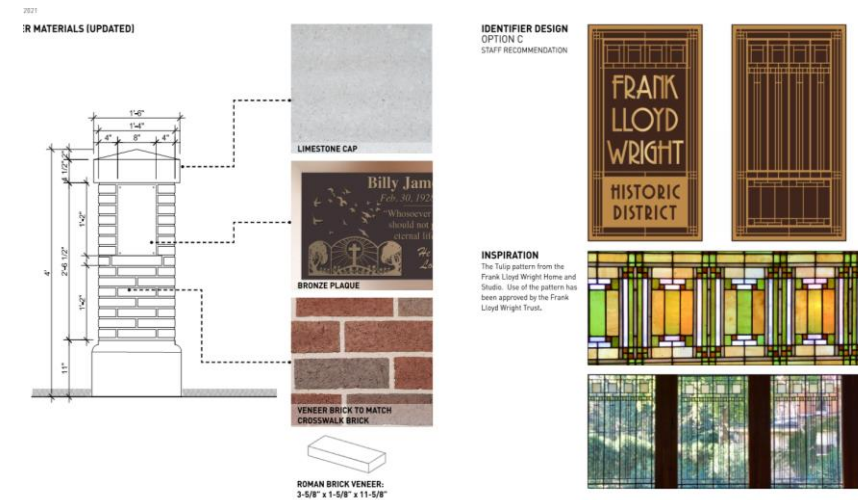 2021
R MATERIALS (UPDATED)
1'-6"
1'-4"
4" 8" 4"
4 1/2" 2"
1'-2"
4'
2'-6 1/2"
1'-2"
11"
LIMESTONE CAP
Billy Jam
Feb. 30, 192
"Whosoever
should not p
eternal lif
He
Lo
BRONZE PLAQUE
VENEER BRICK TO MATCH
CROSSWALK BRICK
ROMAN BRICK VENEER:
3-5/8" x 1-5/8" x 11-5/8"
IDENTIFIER DESIGN
OPTION C
STAFF RECOMMENDATION
FRANK
LLOYD
WRIGHT
HISTORIC
DISTRICT
INSPIRATION
The Tulip pattern from the
Frank Lloyd Wright Home and
Studio. Use of the pattern has
been approved by the Frank
Lloyd Wright Trust.